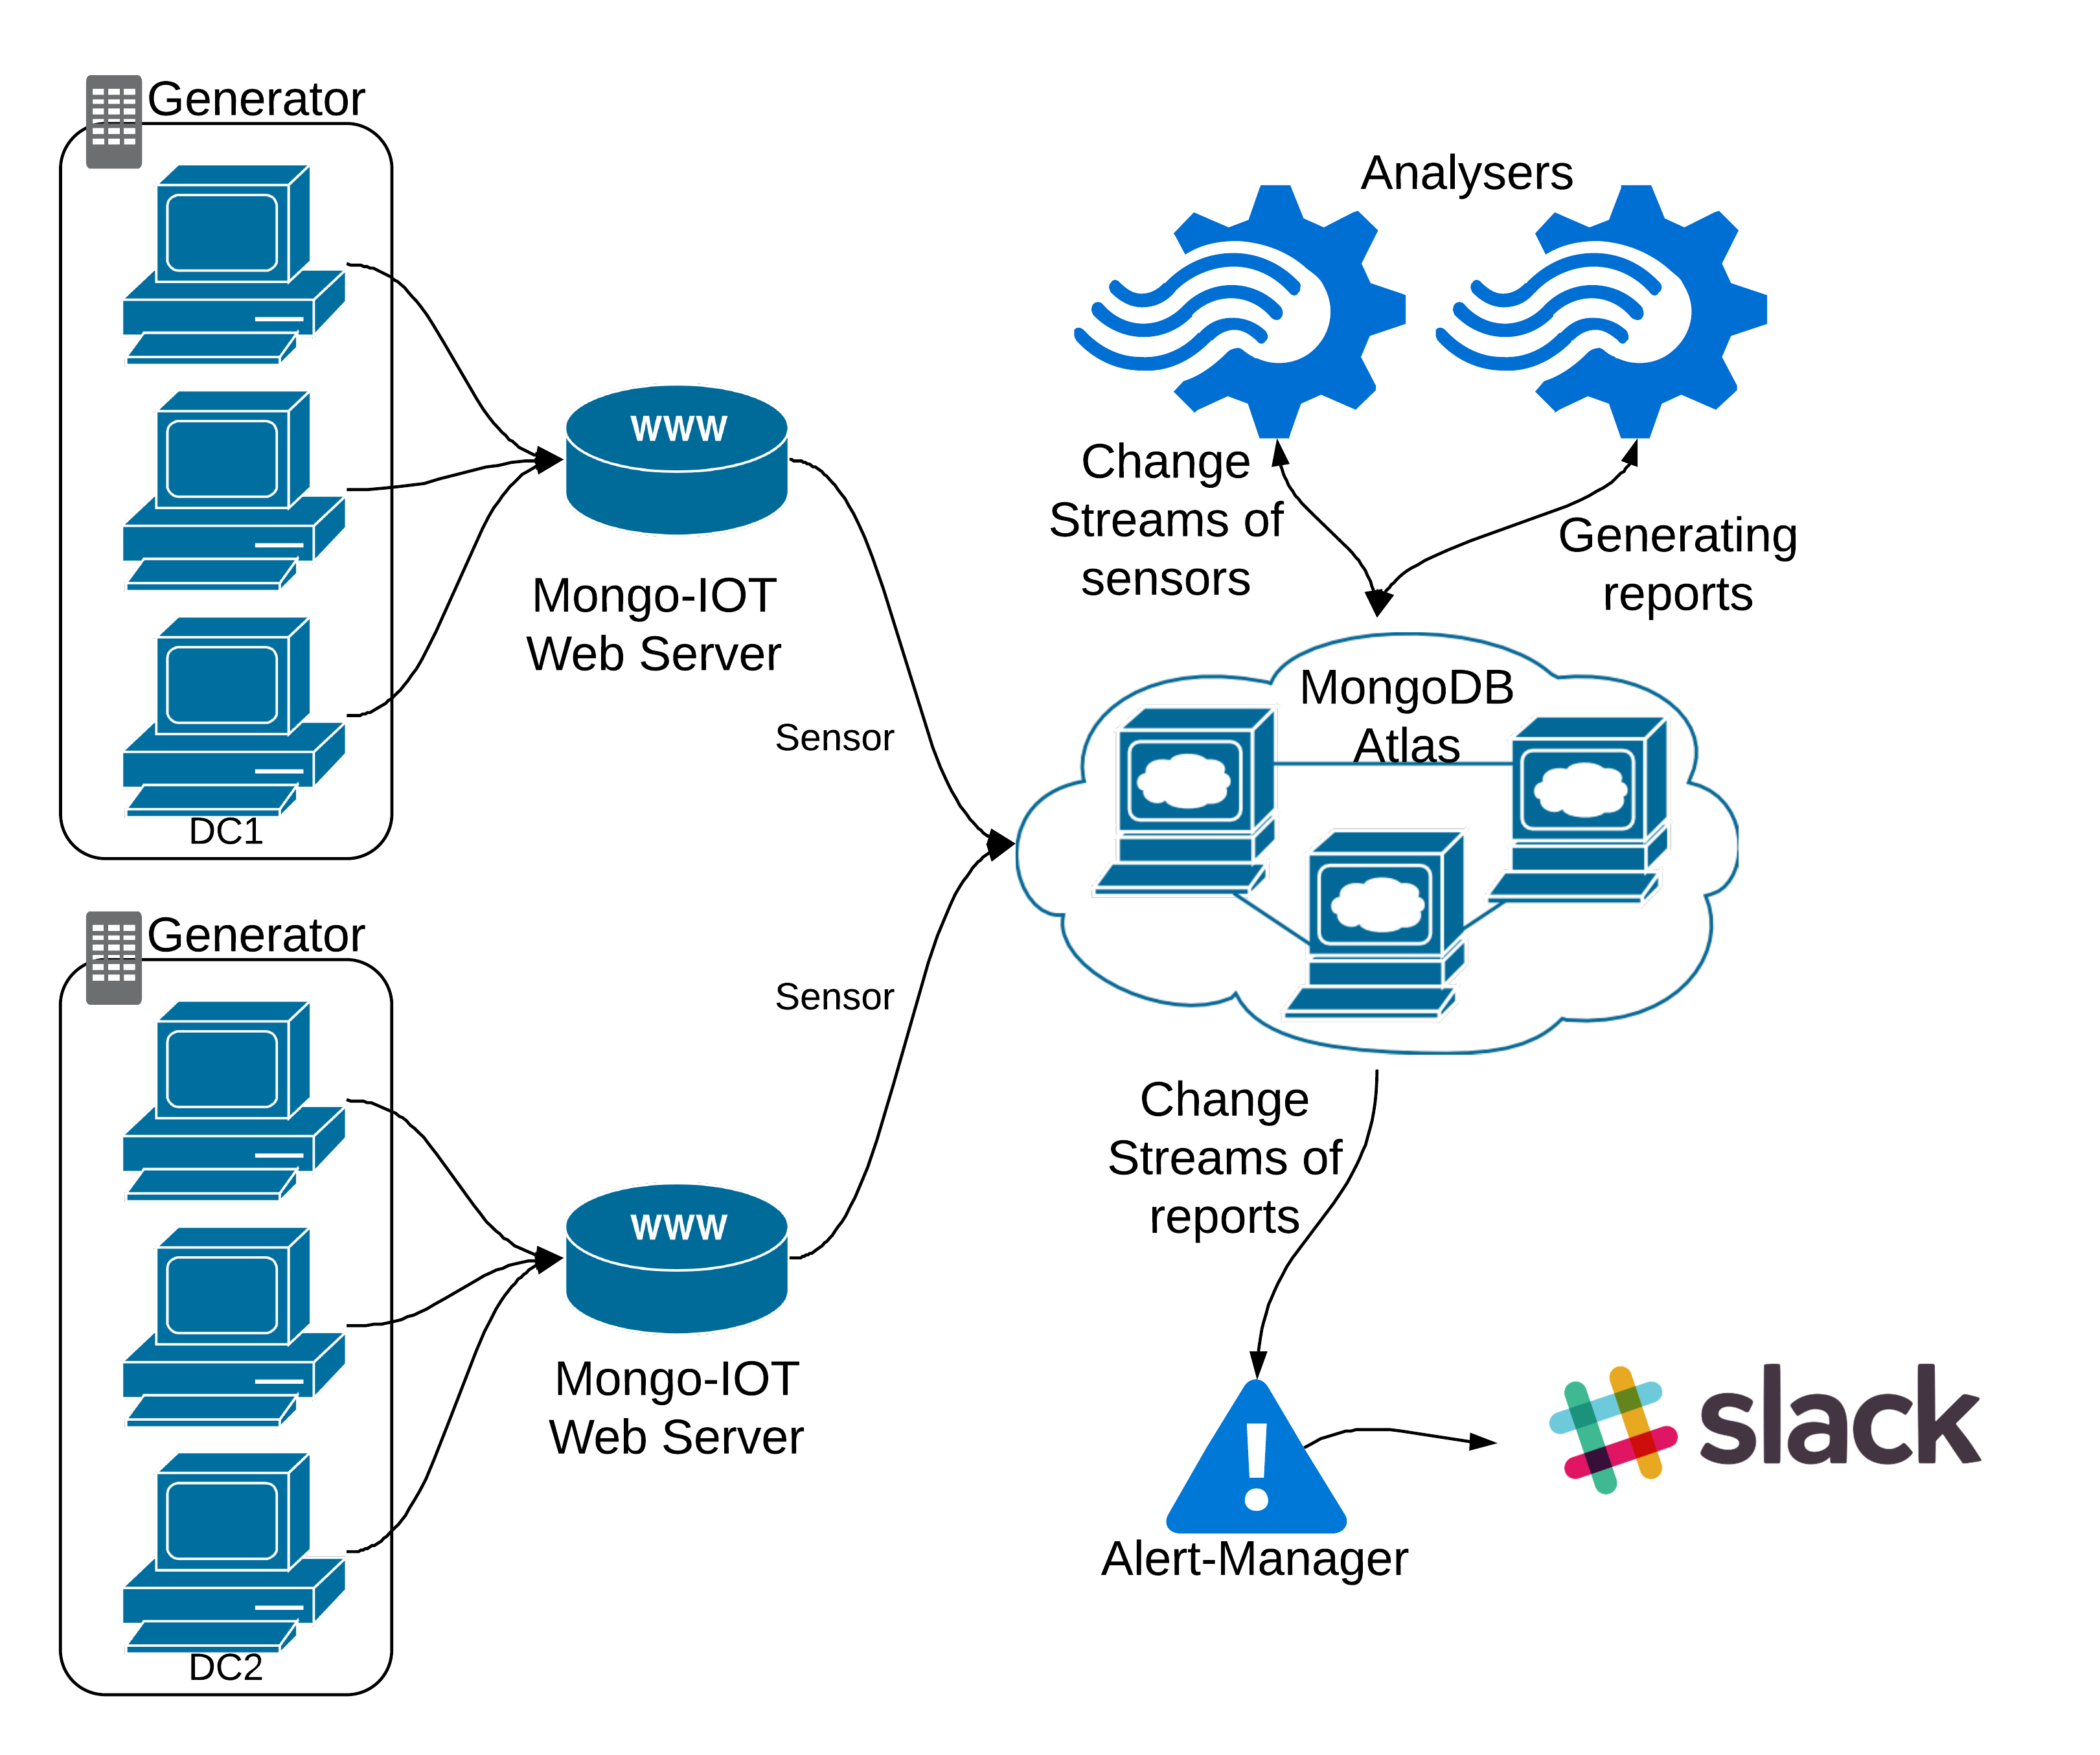 Generator
DC1
Generator
DC2
www
Mongo-IOT
Web Server
www
Mongo-IOT
Web Server
Sensor
Sensor
Analysers
Change
Streams of
sensors
Generating
reports
MongoDB
Atlas
Change
Streams of
reports
Alert-Manager
slack